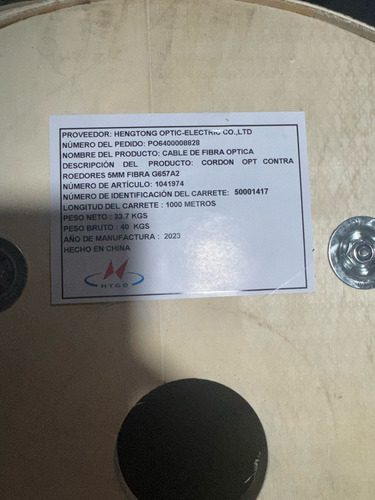 PROVEEDOR: HENGTONG OPTIC-ELECTRIC CO.,LTD
NÚMERO DEL PEDIDO: PO6400008828
NOMBRE DEL PRODUCTO: CABLE DE FIBRA OPTICA
DESCRIPCIÓN DEL PRODUCTO: CORDON OPT CONTRA
ROEDORES 5MM FIBRA G657A2
NÚMERO DE ARTÍCULO: 1041974
NÚMERO DE IDENTIFICACIÓN DEL CARRETE: 50001417
LONGITUD DEL CARRETE : 1000 METROS
PESO NETO : 33.7 KGS
PESO BRUTO : 40 KGS
AÑO DE MANUFACTURA : 2023
HECHO EN CHINA
HTGD